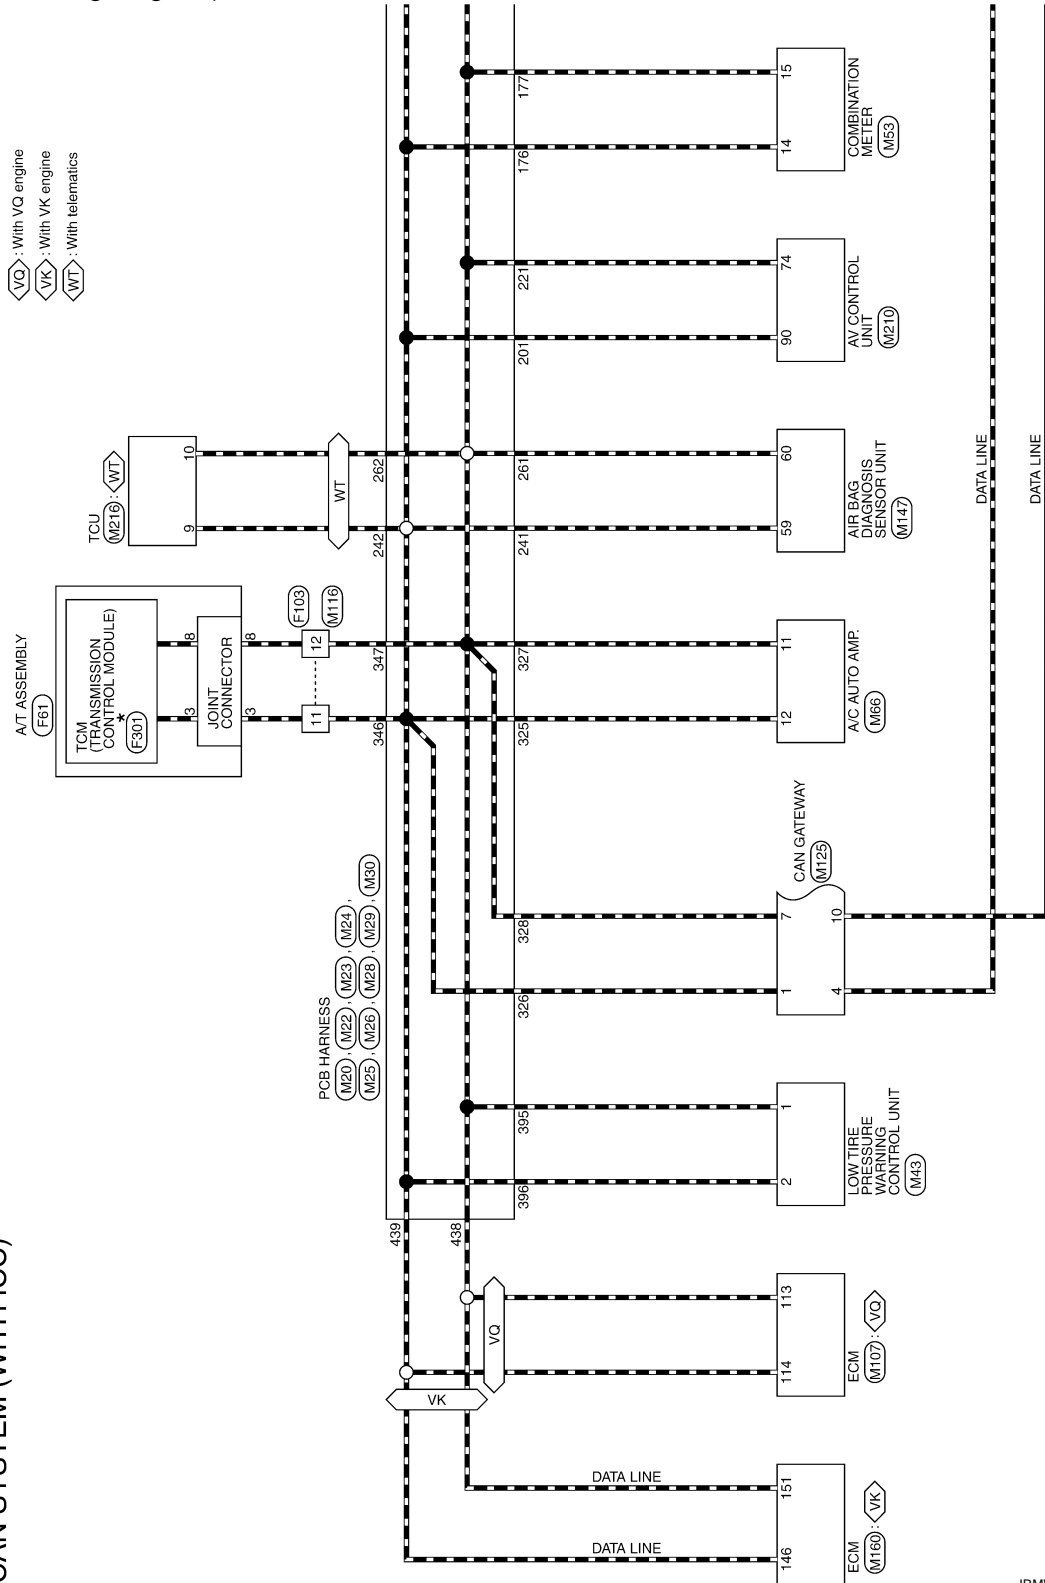 VQ : With VQ engine
VK : With VK engine
WT : With telematics
A/T ASSEMBLY
F61
TCM
(TRANSMISSION
CONTROL MODULE)
*
F301
3 8
JOINT
CONNECTOR
3 8
11 12
F103
M116
TCU
M216 : WT
9 10
WT
PCB HARNESS
M20 , M22 , M23 , M24 ,
M25 , M26 , M28 , M29 , M30
346 347 242 262
439
438
396 395 326 328 325 327 241 261 201 221 176 177
VK
VQ
DATA LINE
DATA LINE
146 151
ECM
M160 : VK
114 113
ECM
M107 : VQ
2 1
LOW TIRE
PRESSURE
WARNING
CONTROL UNIT
M43
1 7
4 10
CAN GATEWAY
M125
12 11
A/C AUTO AMP.
M66
59 60
AIR BAG
DIAGNOSIS
SENSOR UNIT
M147
90 74
AV CONTROL
UNIT
M210
14 15
COMBINATION
METER
M53
DATA LINE
DATA LINE